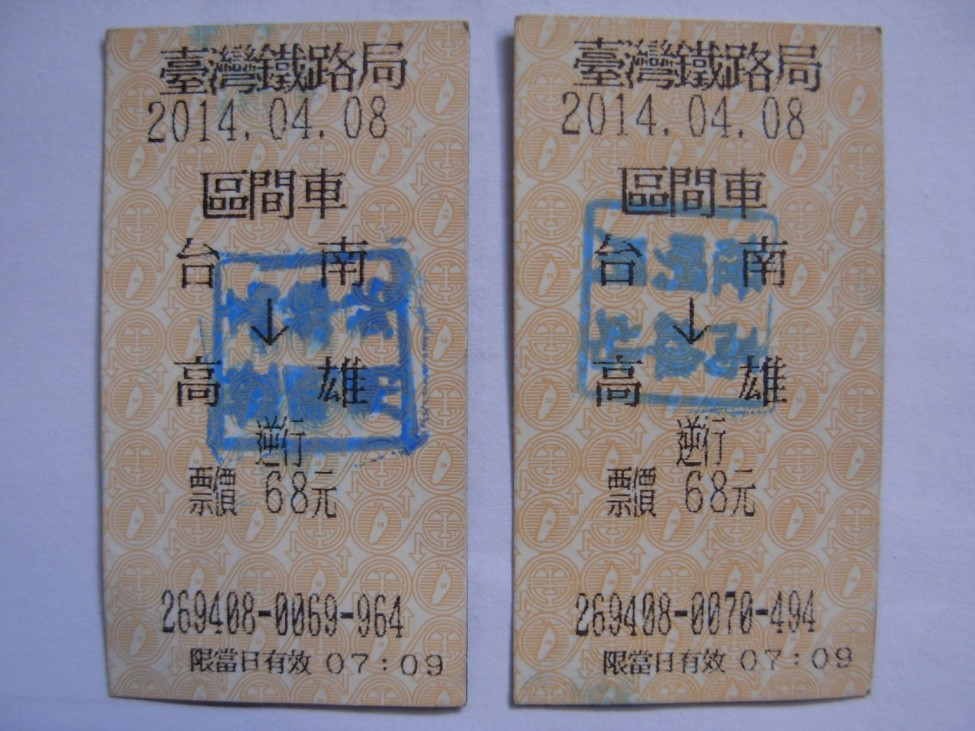 臺灣鐵路局
2014.04.08
區間車
台南
↓
高雄
逆行
票價 68元
269408-0069-964
限當日有效 07:09
臺灣鐵路局
2014.04.08
區間車
台南
↓
高雄
逆行
票價 68元
269408-0070-494
限當日有效 07:09